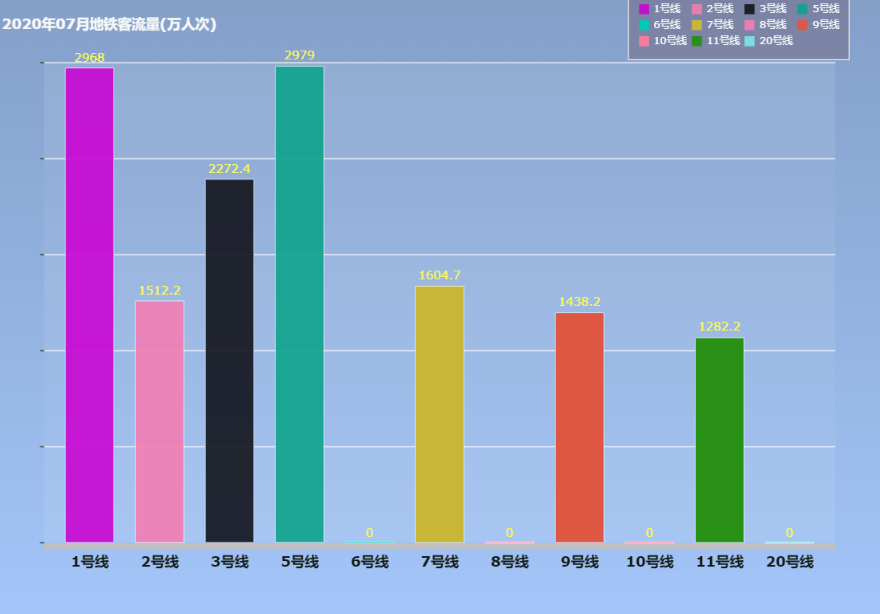 2020年07月地铁客流量(万人次)
1号线 2号线 3号线 5号线
6号线 7号线 8号线 9号线
10号线 11号线 20号线
2968 1512.2 2272.4 2979 0 1604.7 0 1438.2 0 1282.2 0
1号线 2号线 3号线 5号线 6号线 7号线 8号线 9号线 10号线 11号线 20号线